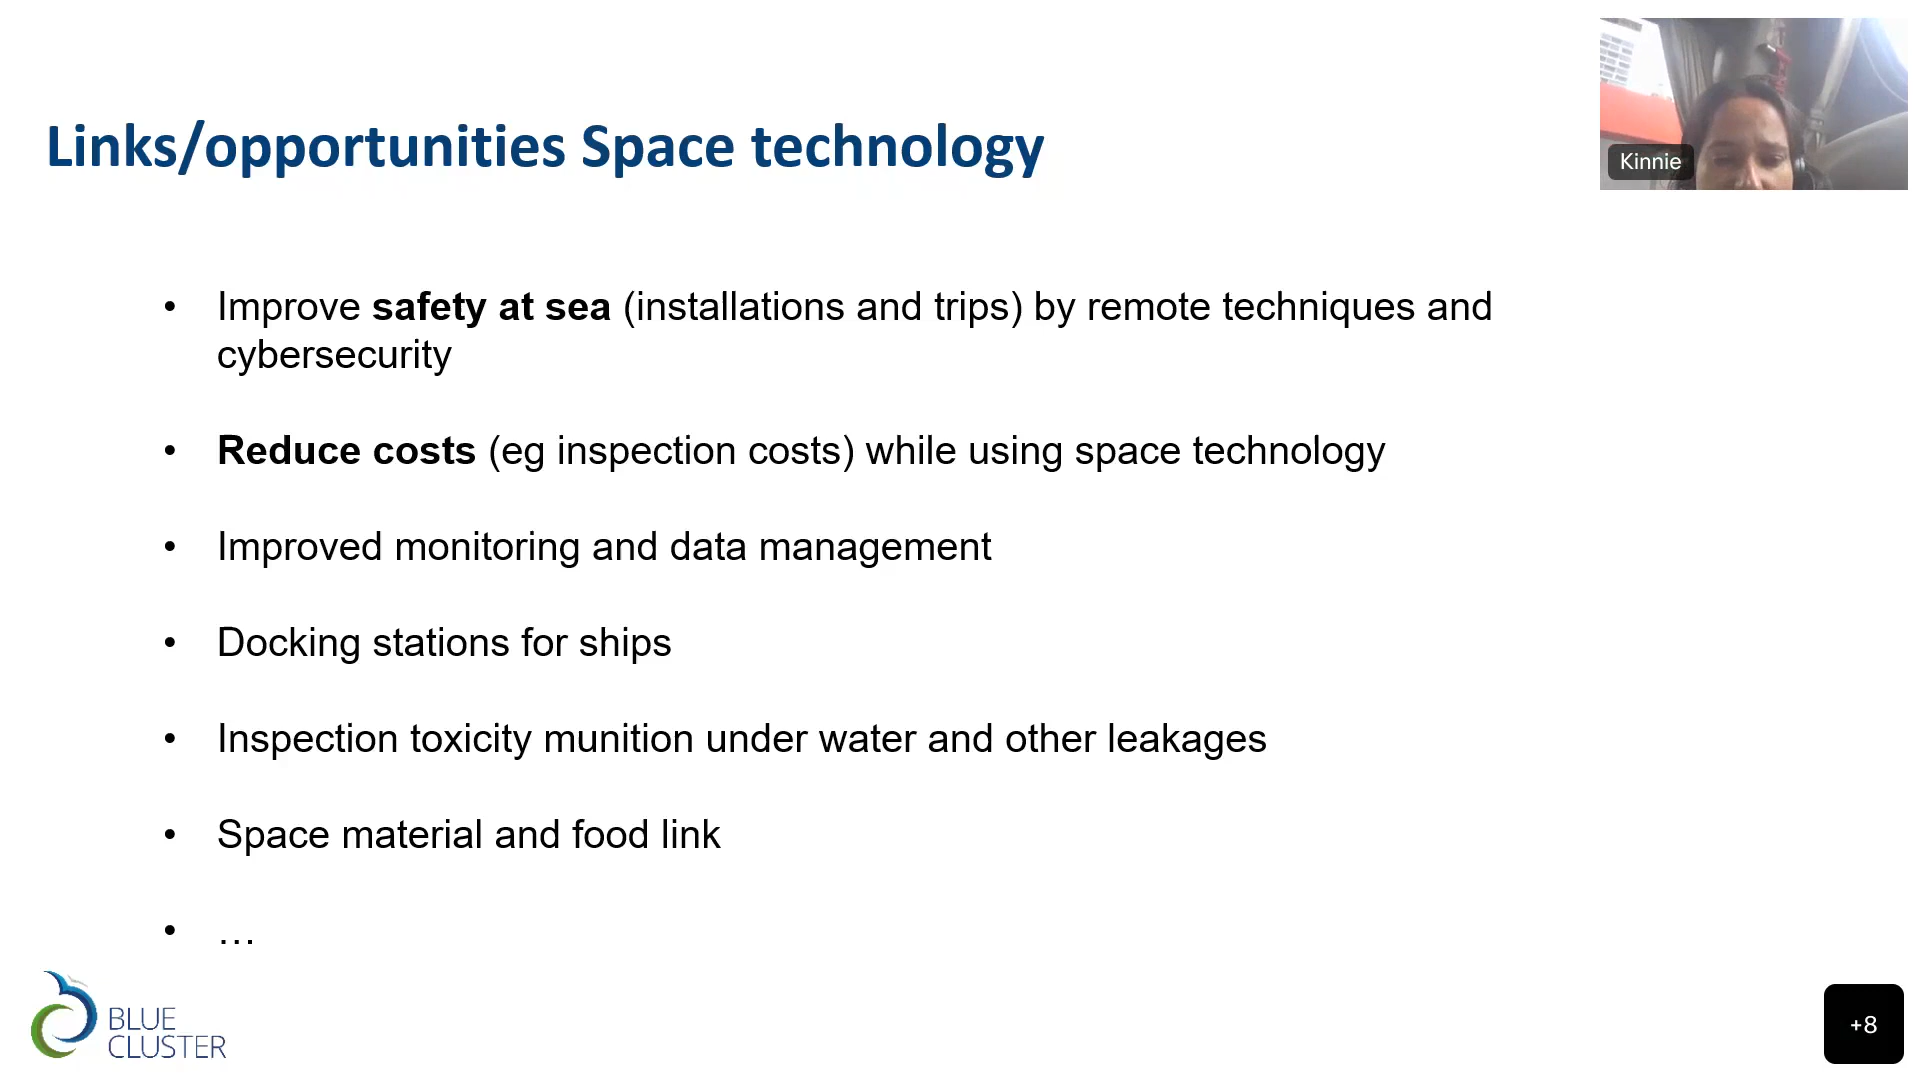 Links/opportunities Space technology
Kinnie
• Improve safety at sea (installations and trips) by remote techniques and
cybersecurity
• Reduce costs (eg inspection costs) while using space technology
• Improved monitoring and data management
• Docking stations for ships
• Inspection toxicity munition under water and other leakages
• Space material and food link
• …
BLUE
CLUSTER
+8